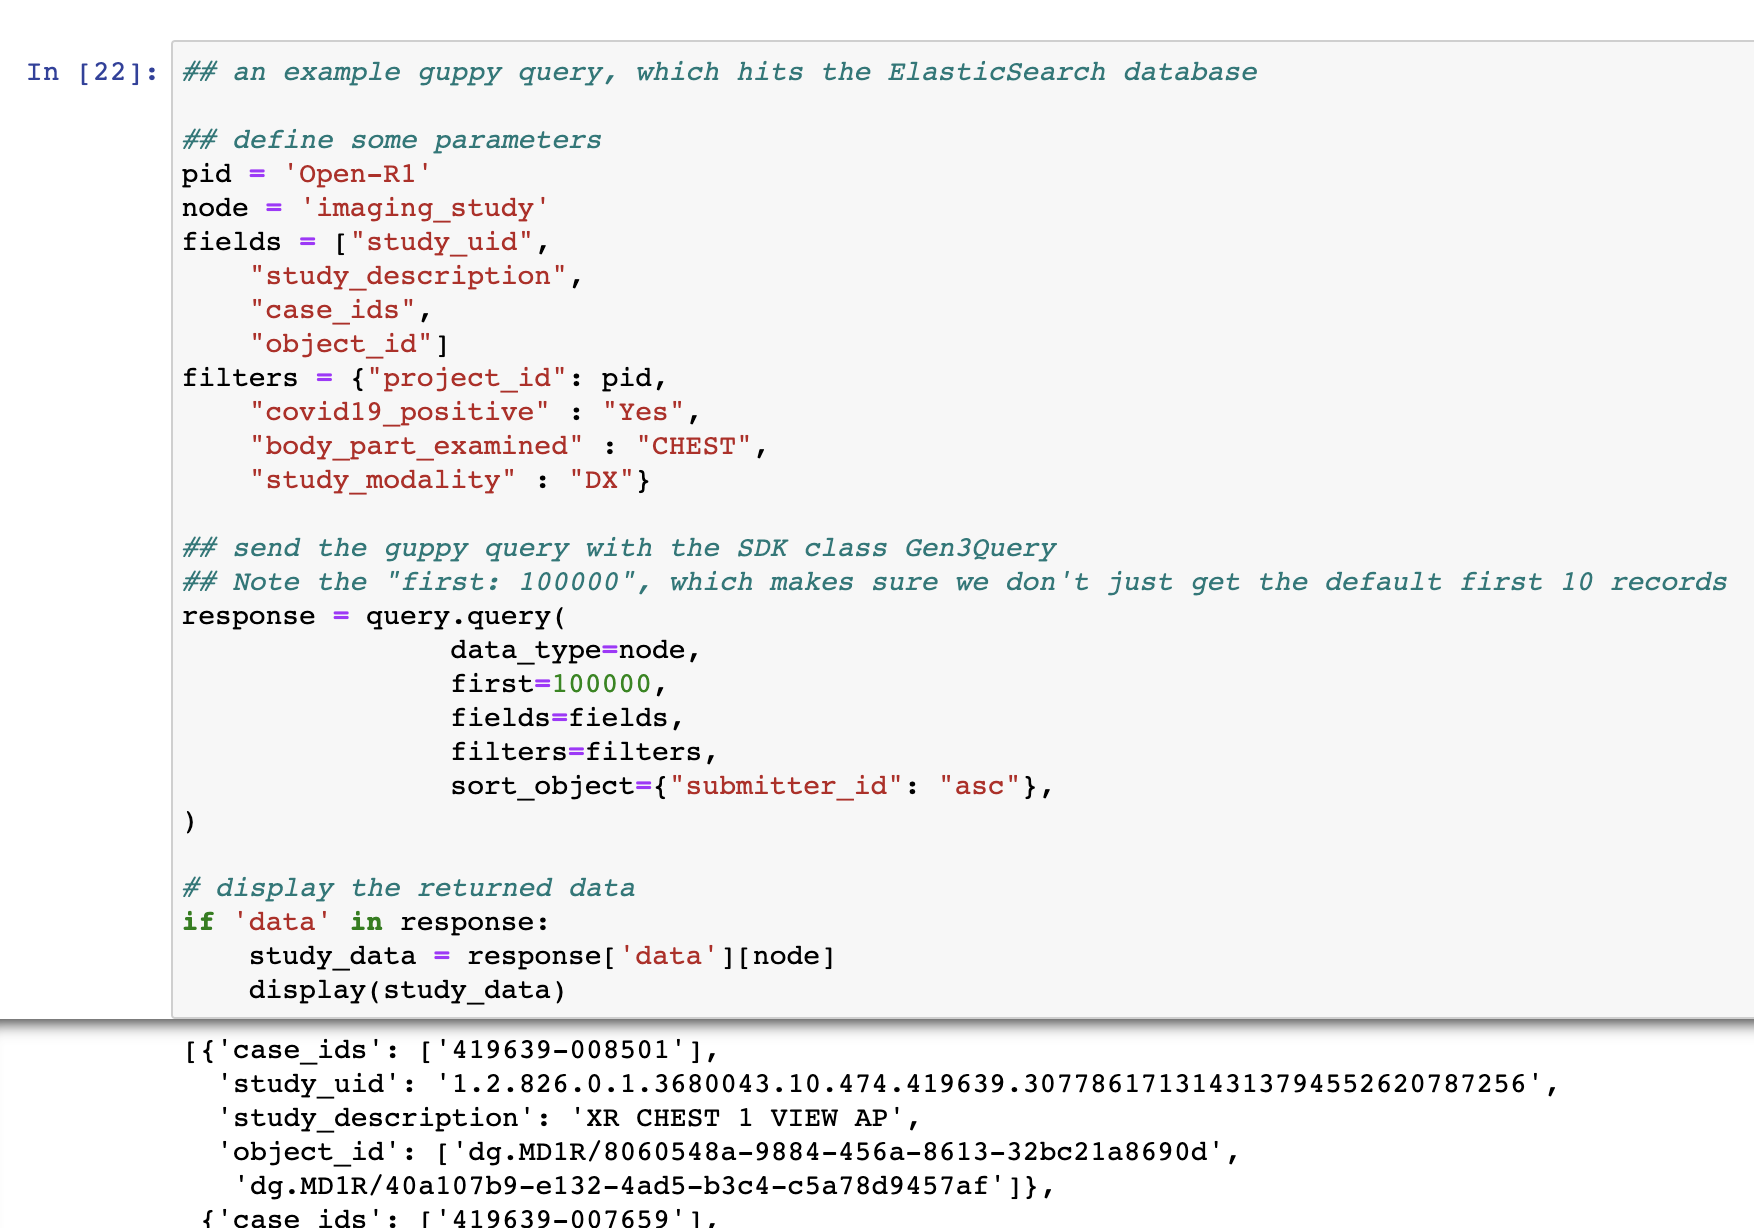 In [22]: ## an example guppy query, which hits the ElasticSearch database
## define some parameters
pid = 'Open-R1'
node = 'imaging_study'
fields = ["study_uid",
    "study_description",
    "case_ids",
    "object_id"]
filters = {"project_id": pid,
    "covid19_positive" : "Yes",
    "body_part_examined" : "CHEST",
    "study_modality" : "DX"}
## send the guppy query with the SDK class Gen3Query
## Note the "first: 100000", which makes sure we don't just get the default first 10 records
response = query.query(
                data_type=node,
                first=100000,
                fields=fields,
                filters=filters,
                sort_object={"submitter_id": "asc"},
)
# display the returned data
if 'data' in response:
    study_data = response['data'][node]
    display(study_data)
[{'case_ids': ['419639-008501'],
  'study_uid': '1.2.826.0.1.3680043.10.474.419639.307786171314313794552620787256',
  'study_description': 'XR CHEST 1 VIEW AP',
  'object_id': ['dg.MD1R/8060548a-9884-456a-8613-32bc21a8690d',
   'dg.MD1R/40a107b9-e132-4ad5-b3c4-c5a78d9457af']},
 {'case_ids': ['419639-007659'],